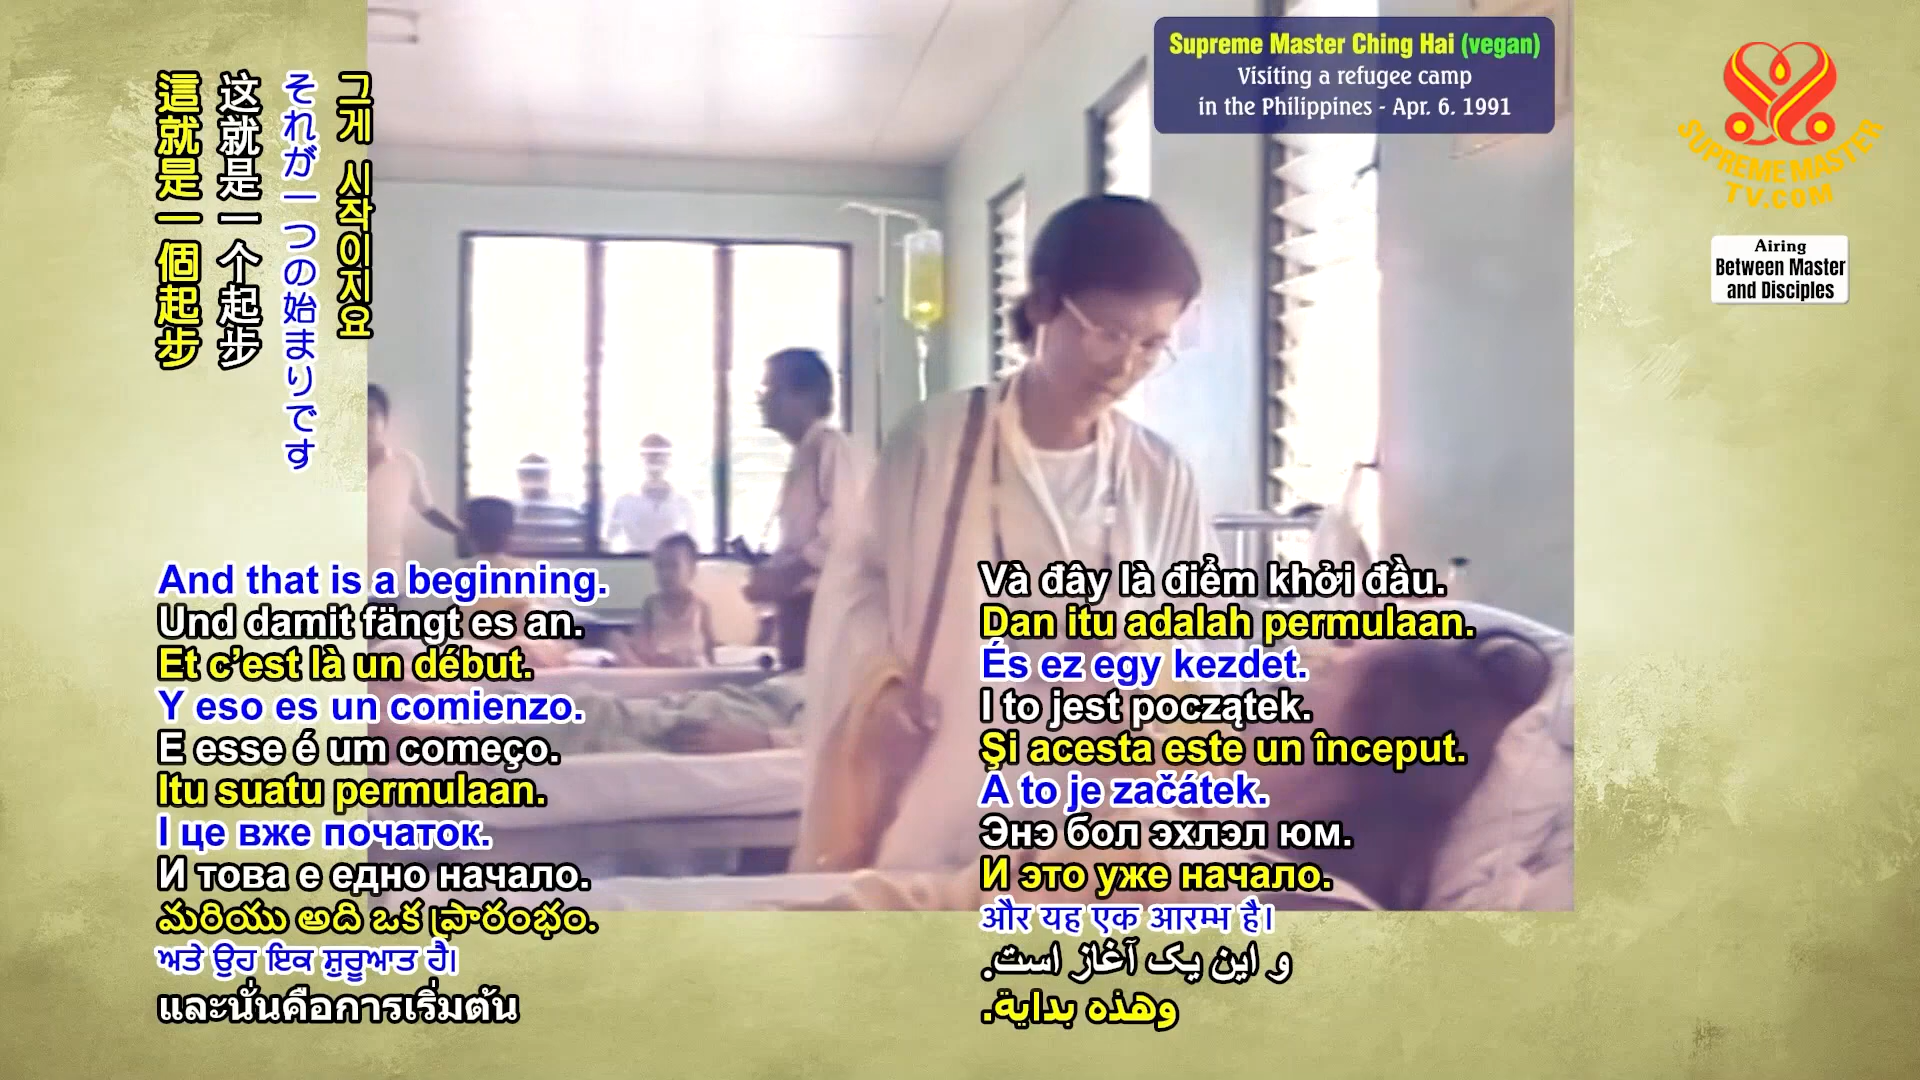 Supreme Master Ching Hai (vegan)
Visiting a refugee camp
in the Philippines - Apr. 6, 1991
SUPREME MASTER
TV.COM
Airing
Between Master
and Disciples
그게 시작이지요
それが一つの始まりです
这就是一个起步
這就是一個起步
And that is a beginning.
Und damit fängt es an.
Et c’est là un début.
Y eso es un comienzo.
E esse é um começo.
Itu suatu permulaan.
І це вже початок.
И това е едно начало.
మరియు అది ఒక ప్రారంభం.
ਅਤੇ ਉਹ ਇਕ ਸ਼ੁਰੂਆਤ ਹੈ।
และนั่นคือการเริ่มต้น
Và đây là điểm khởi đầu.
Dan itu adalah permulaan.
És ez egy kezdet.
I to jest początek.
Şi acesta este un început.
A to je začátek.
Энэ бол эхлэл юм.
И это уже начало.
और यह एक आरम्भ है।
و این یک آغاز است.
وهذه بداية.